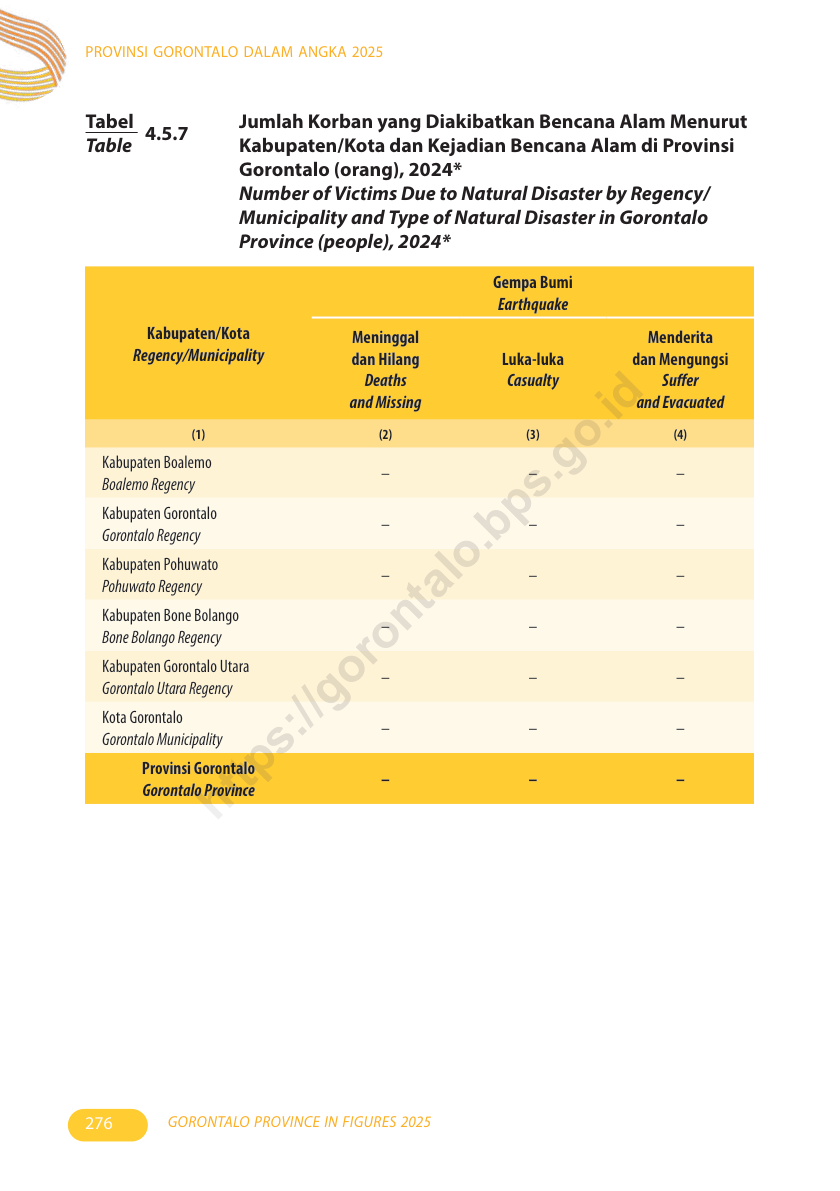 PROVINSI GORONTALO DALAM ANGKA 2025
Tabel
Table
4.5.7
Jumlah Korban yang Diakibatkan Bencana Alam Menurut
Kabupaten/Kota dan Kejadian Bencana Alam di Provinsi
Gorontalo (orang), 2024*
Number of Victims Due to Natural Disaster by Regency/
Municipality and Type of Natural Disaster in Gorontalo
Province (people), 2024*
Kabupaten/Kota
Regency/Municipality
Gempa Bumi
Earthquake
Meninggal
dan Hilang
Deaths
and Missing
Luka-luka
Casualty
Menderita
dan Mengungsi
Suffer
and Evacuated
(1) (2) (3) (4)
Kabupaten Boalemo
Boalemo Regency
– – –
Kabupaten Gorontalo
Gorontalo Regency
– – –
Kabupaten Pohuwato
Pohuwato Regency
– – –
Kabupaten Bone Bolango
Bone Bolango Regency
– – –
Kabupaten Gorontalo Utara
Gorontalo Utara Regency
– – –
Kota Gorontalo
Gorontalo Municipality
– – –
Provinsi Gorontalo
Gorontalo Province
– – –
https://gorontalo.bps.go.id
276
GORONTALO PROVINCE IN FIGURES 2025